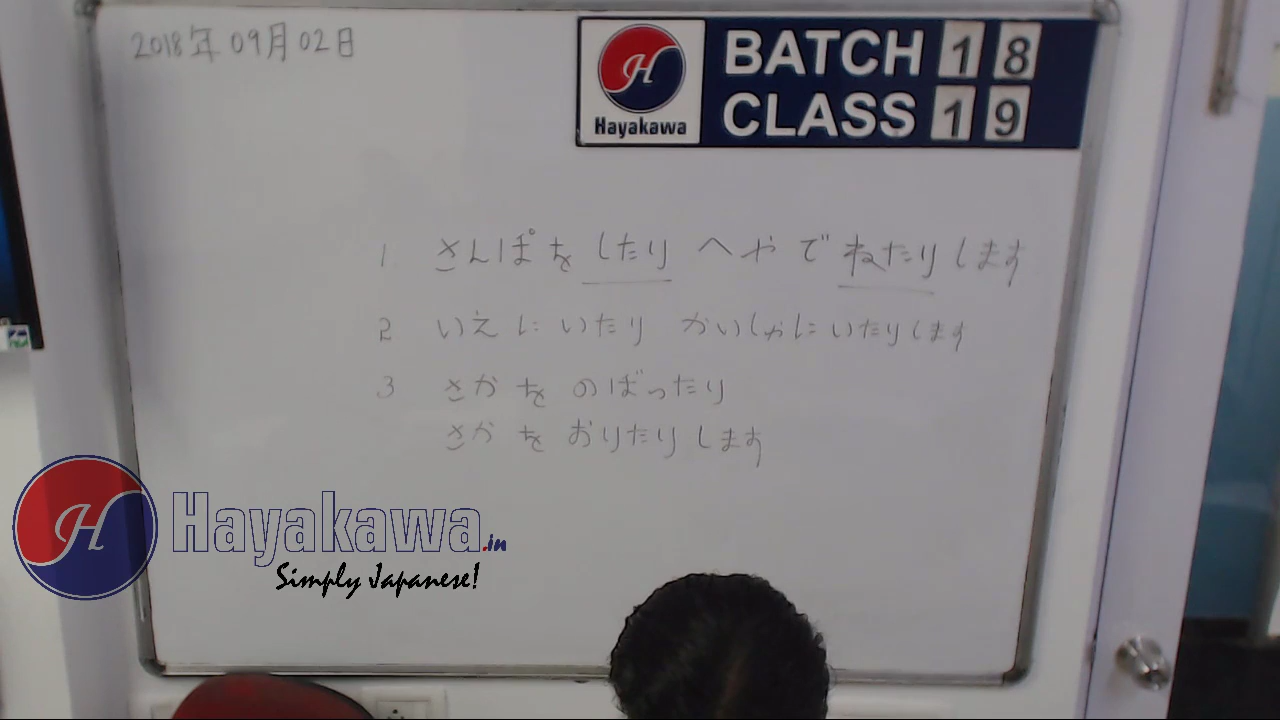 2018年09月02日
BATCH 18
CLASS 19
H
Hayakawa
1 さんぽをしたり へやでねたりします
2 いえにいたり かいしゃにいたりします
3 さかをのぼったり
さかをおりたりします
H
Hayakawa.in
Simply Japanese!